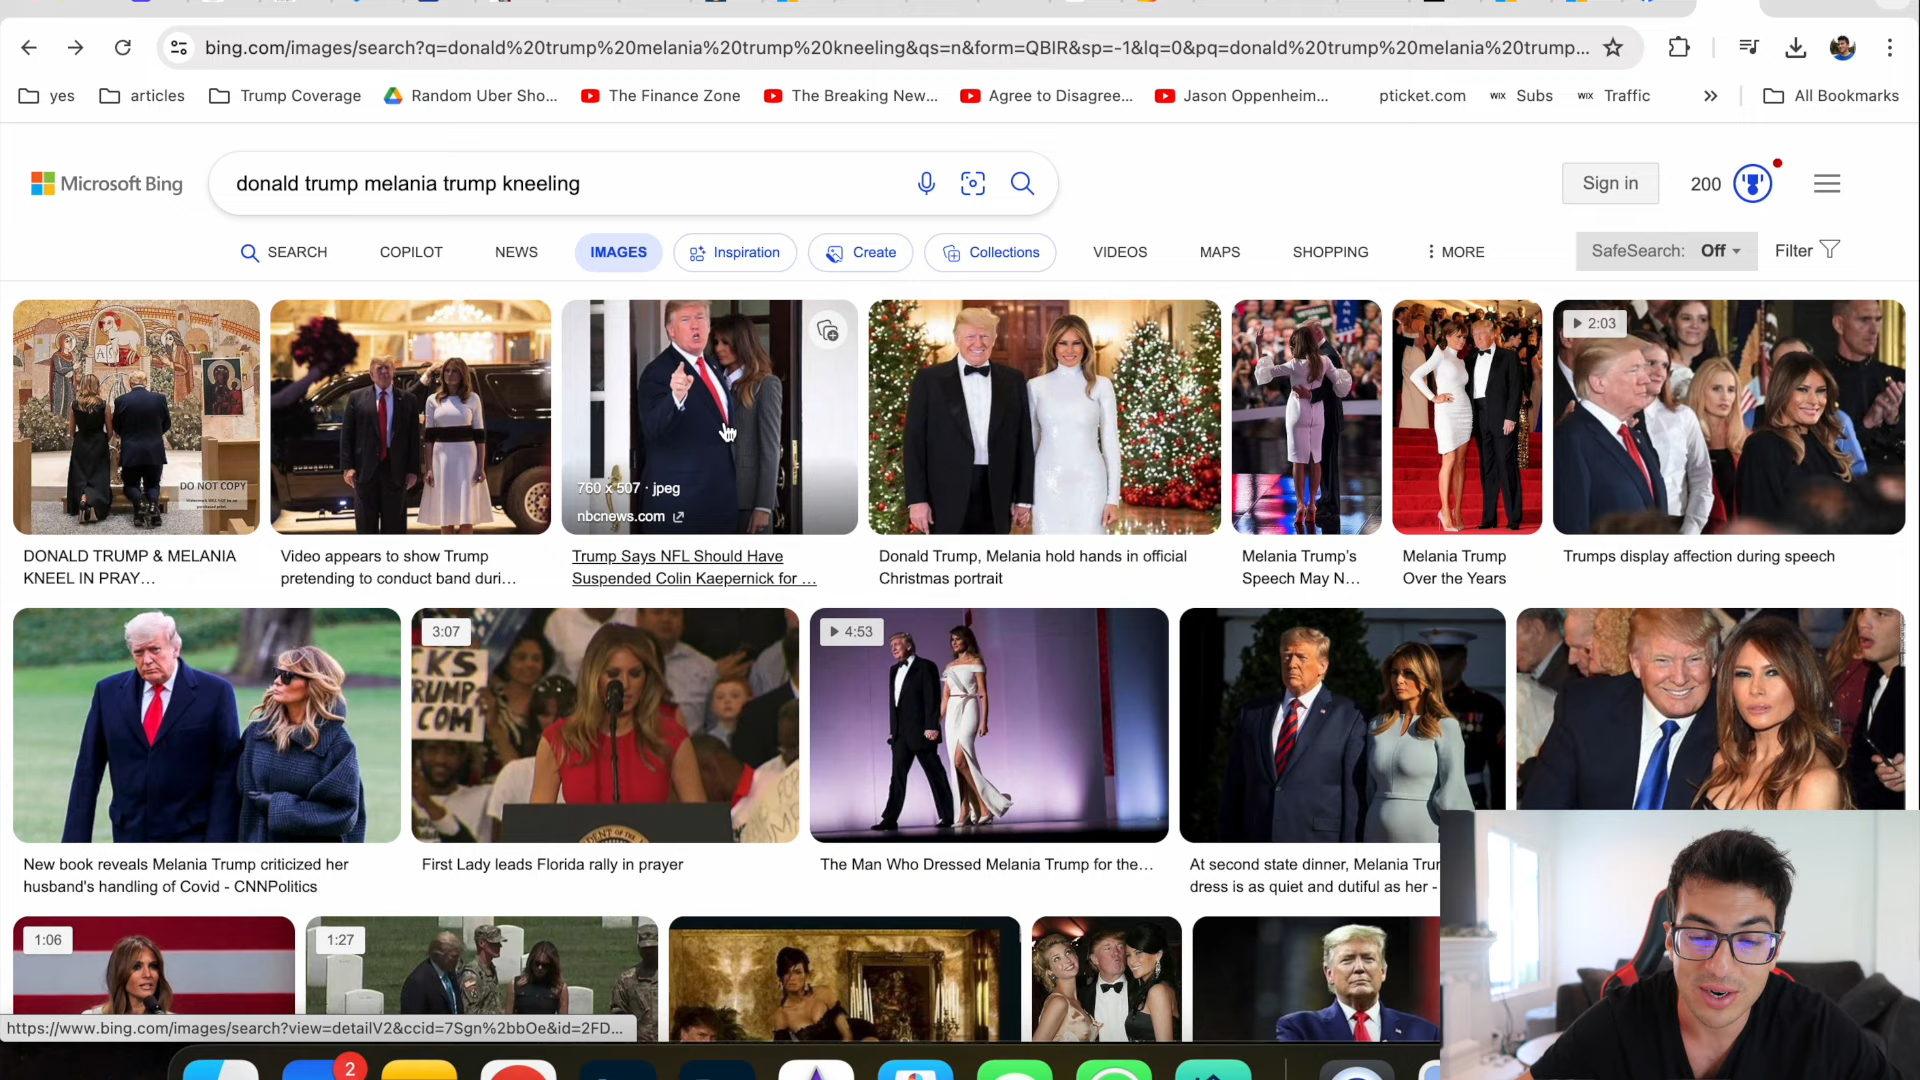 bing.com/images/search?q=donald%20trump%20melania%20trump%20kneeling&qs=n&form=QBIR&sp=-1&lq=0&pq=donald%20trump%20melania%20trump...
yes
articles
Trump Coverage
Random Uber Sho...
The Finance Zone
The Breaking New...
Agree to Disagree...
Jason Oppenheim...
pticket.com
WIX Subs
WIX Traffic
All Bookmarks
Microsoft Bing
donald trump melania trump kneeling
Sign in
200
SEARCH
COPILOT
NEWS
IMAGES
Inspiration
Create
Collections
VIDEOS
MAPS
SHOPPING
MORE
SafeSearch: Off
Filter
DO NOT COPY
760 x 507 · jpeg
nbcnews.com
2:03
DONALD TRUMP & MELANIA
KNEEL IN PRAY...
Video appears to show Trump
pretending to conduct band duri...
Trump Says NFL Should Have
Suspended Colin Kaepernick for ...
Donald Trump, Melania hold hands in official
Christmas portrait
Melania Trump's
Speech May N...
Melania Trump
Over the Years
Trumps display affection during speech
3:07
CKS
RUMP
COM
4:53
New book reveals Melania Trump criticized her
husband's handling of Covid - CNNPolitics
First Lady leads Florida rally in prayer
The Man Who Dressed Melania Trump for the...
At second state dinner, Melania Trur
dress is as quiet and dutiful as her -
1:06
1:27
https://www.bing.com/images/search?view=detailV2&ccid=7Sgn%2bbOe&id=2FD...
2